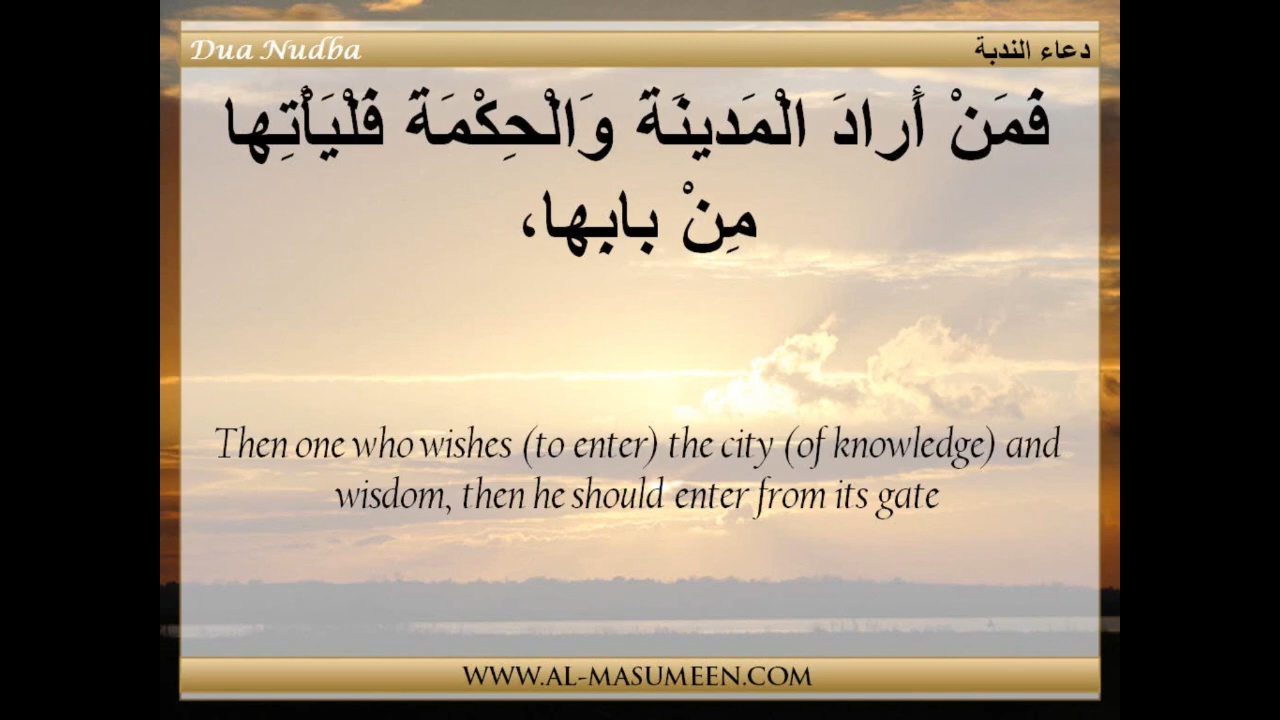 Dua Nudba
دعاء الندبة
فَمَنْ أَرادَ الْمَدينَة وَالْحِكْمَة فَلْيَأْتِها
مِنْ بابها،
Then one who wishes (to enter) the city (of knowledge) and
wisdom, then he should enter from its gate
WWW.AL-MASUMEEN.COM